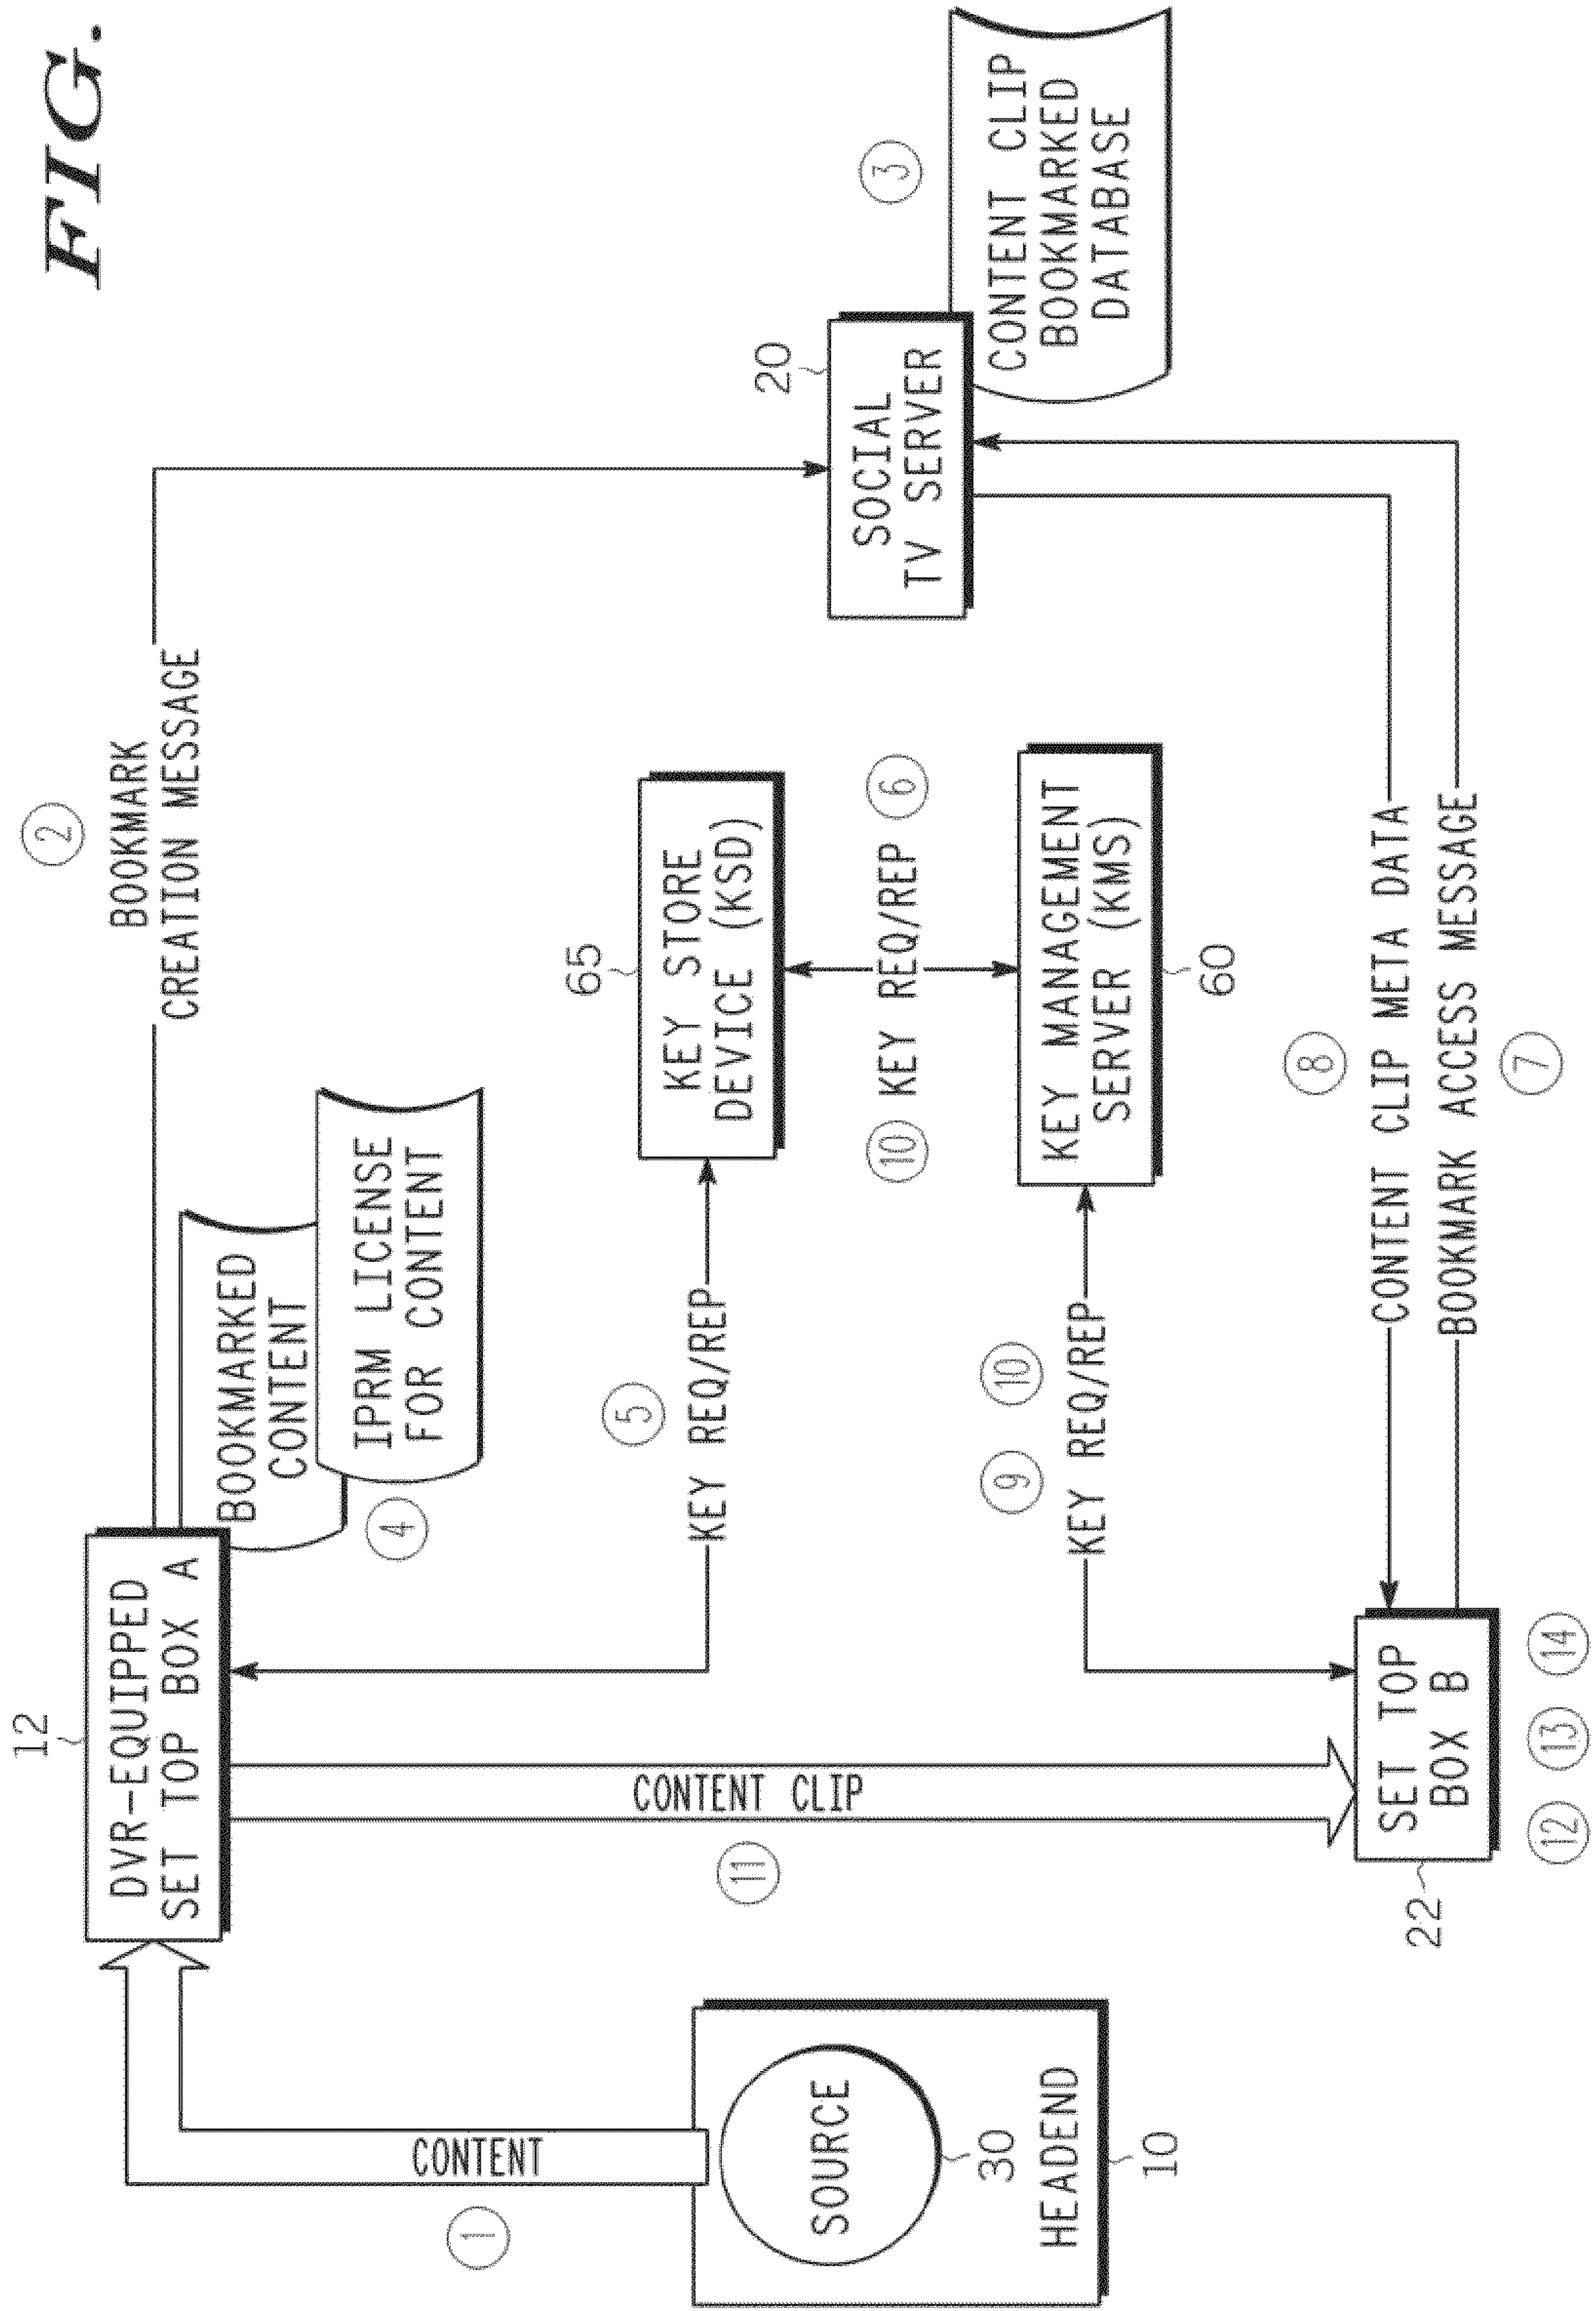 FIG.
2
BOOKMARK
CREATION MESSAGE
12
DVR-EQUIPPED
SET TOP BOX A
BOOKMARKED
CONTENT
IPRM LICENSE
FOR CONTENT
4
1
CONTENT
SOURCE
30
HEADEND
10
11
CONTENT CLIP
5
KEY REQ/REP
65
KEY STORE
DEVICE (KSD)
10
KEY REQ/REP
6
KEY MANAGEMENT
SERVER (KMS)
60
9
10
KEY REQ/REP
20
SOCIAL
TV SERVER
3
CONTENT CLIP
BOOKMARKED
DATABASE
8
CONTENT CLIP META DATA
BOOKMARK ACCESS MESSAGE
7
SET TOP
BOX B
22
12
13
14